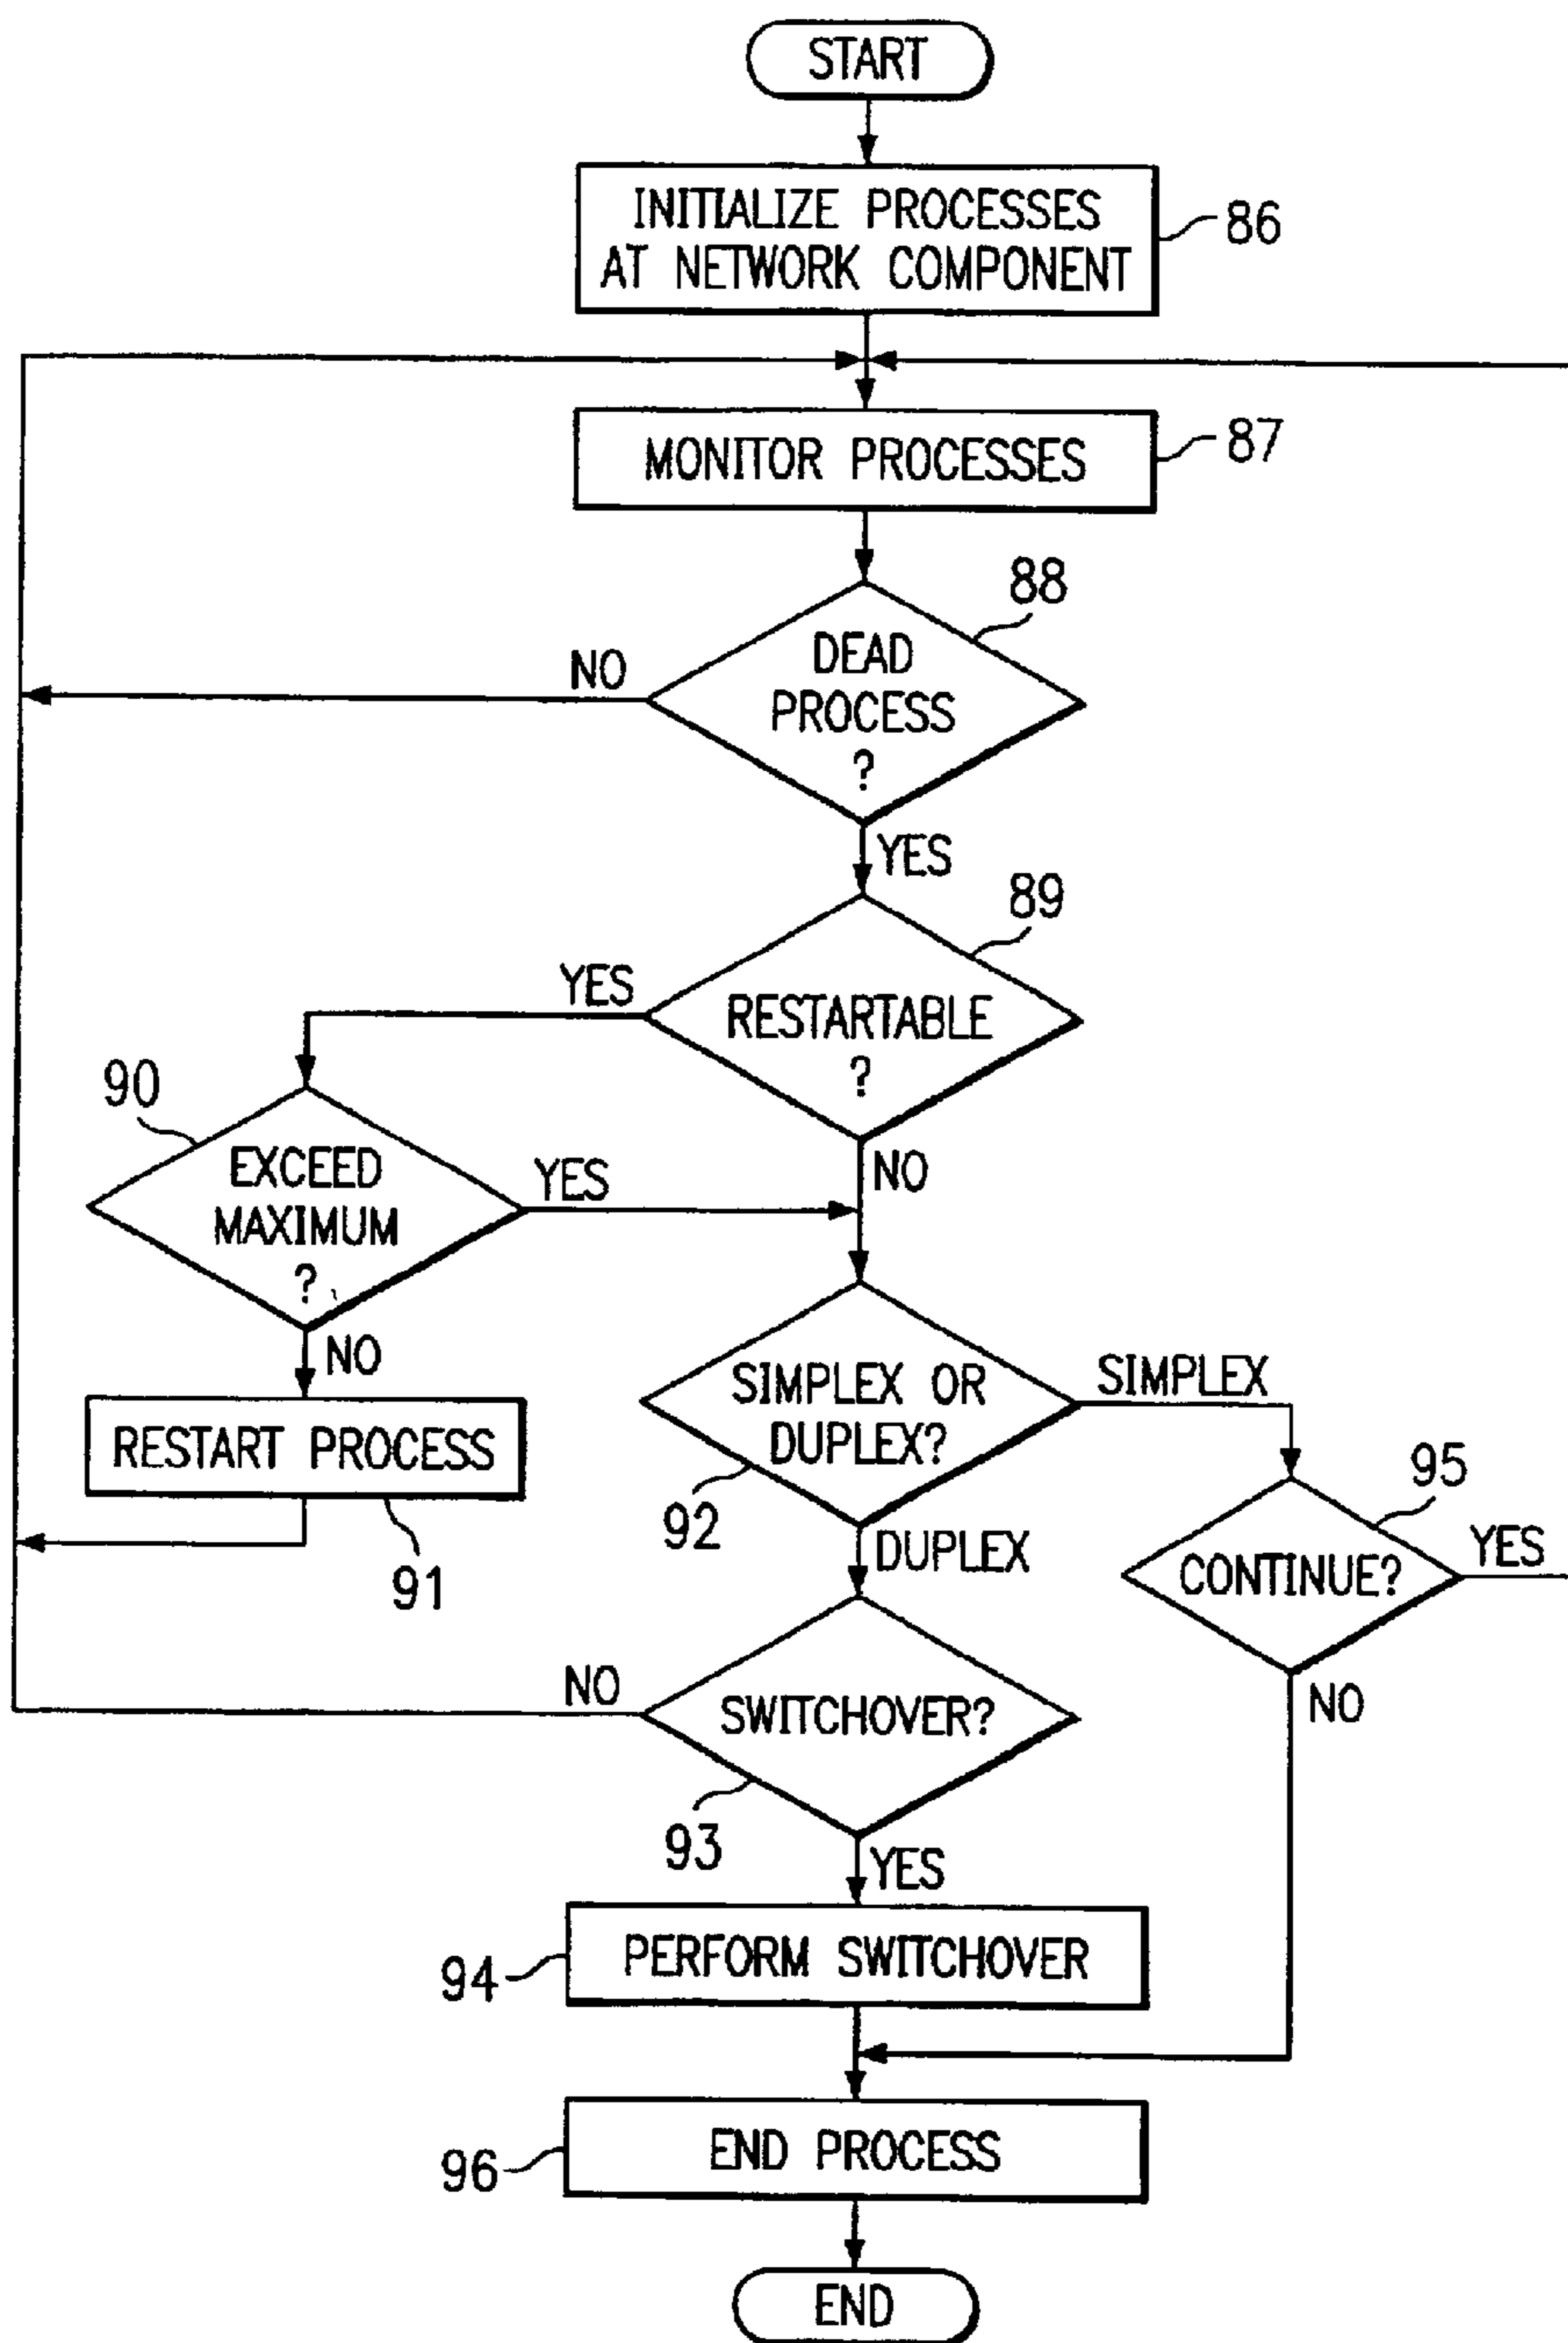 START
INITIALIZE PROCESSES
AT NETWORK COMPONENT
86
MONITOR PROCESSES
87
88
DEAD
PROCESS
?
NO
YES
89
RESTARTABLE
?
YES
NO
90
EXCEED
MAXIMUM
?
YES
NO
RESTART PROCESS
91
SIMPLEX OR
DUPLEX?
SIMPLEX
92
DUPLEX
95
CONTINUE?
YES
NO
SWITCHOVER?
NO
93
YES
PERFORM SWITCHOVER
94
END PROCESS
96
END